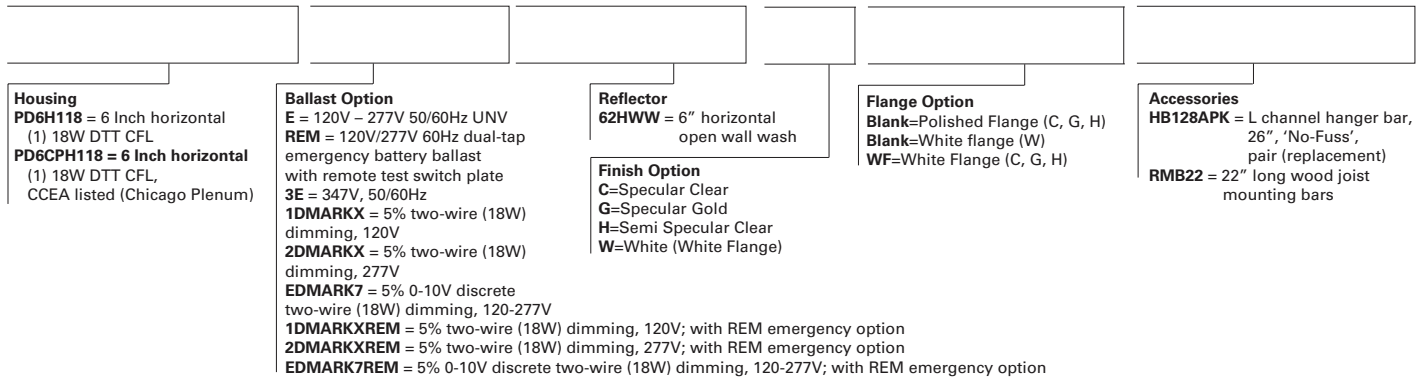 Housing
PD6H118 = 6 Inch horizontal
(1) 18W DTT CFL
PD6CPH118 = 6 Inch horizontal
(1) 18W DTT CFL,
CCEA listed (Chicago Plenum)
Ballast Option
E = 120V – 277V 50/60Hz UNV
REM = 120V/277V 60Hz dual-tap
emergency battery ballast
with remote test switch plate
3E = 347V, 50/60Hz
1DMARKX = 5% two-wire (18W)
dimming, 120V
2DMARKX = 5% two-wire (18W)
dimming, 277V
EDMARK7 = 5% 0-10V discrete
two-wire (18W) dimming, 120-277V
1DMARKXREM = 5% two-wire (18W) dimming, 120V; with REM emergency option
2DMARKXREM = 5% two-wire (18W) dimming, 277V; with REM emergency option
EDMARK7REM = 5% 0-10V discrete two-wire (18W) dimming, 120-277V; with REM emergency option
Reflector
62HWW = 6” horizontal
open wall wash
Finish Option
C=Specular Clear
G=Specular Gold
H=Semi Specular Clear
W=White (White Flange)
Flange Option
Blank=Polished Flange (C, G, H)
Blank=White flange (W)
WF=White Flange (C, G, H)
Accessories
HB128APK = L channel hanger bar,
26”, ‘No-Fuss’,
pair (replacement)
RMB22 = 22” long wood joist
mounting bars